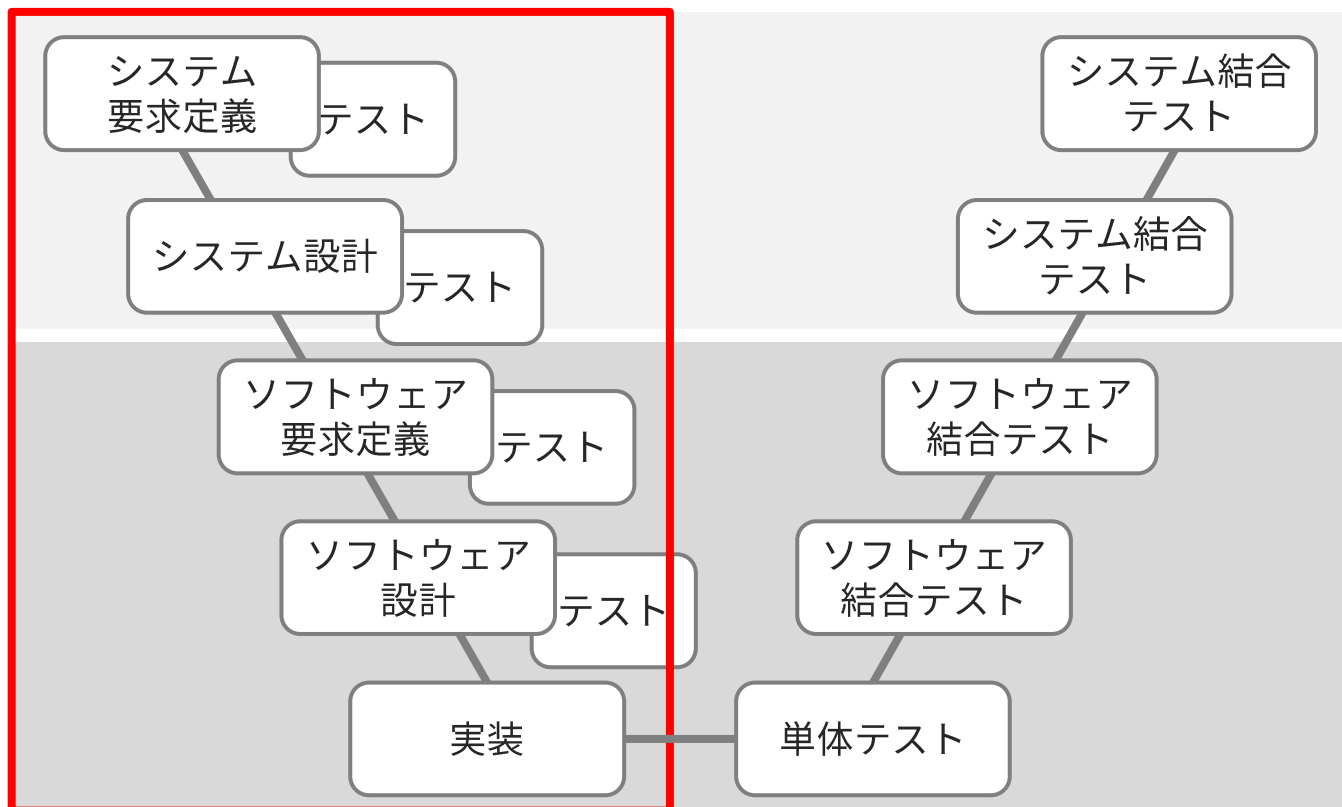 システム
要求定義
テスト
システム設計
テスト
ソフトウェア
要求定義
テスト
ソフトウェア
設計
テスト
実装
単体テスト
ソフトウェア
結合テスト
ソフトウェア
結合テスト
システム結合
テスト
システム結合
テスト